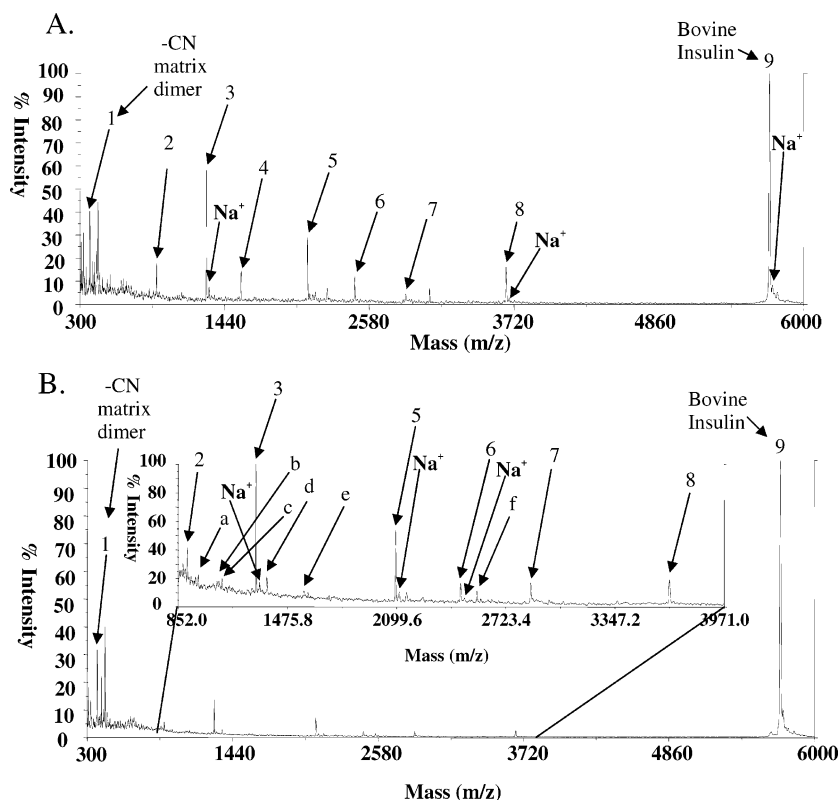 A.
-CN
matrix
dimer
Bovine
Insulin
9
1
2
3
Na⁺
4
5
6
7
8
Na⁺
Na⁺
% Intensity
100
90
80
70
60
50
40
30
20
10
0
300 1440 2580 3720 4860 6000
Mass (m/z)
B.
-CN
matrix
dimer
Bovine
Insulin
9
1
% Intensity
100
90
80
70
60
50
40
30
20
10
0
% Intensity
100
80
60
40
20
0
2
a
Na⁺
3
b
c
d
e
5
Na⁺
6
Na⁺
f
7
8
852.0 1475.8 2099.6 2723.4 3347.2 3971.0
Mass (m/z)
300 1440 2580 3720 4860 6000
Mass (m/z)